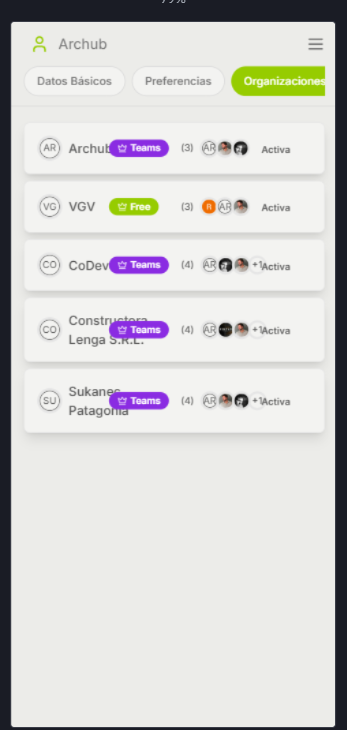 79%
Archub
Datos Básicos Preferencias Organizaciones
AR Archub Teams (3) AR Activa
VG VGV Free (3) R AR Activa
CO CoDev Teams (4) AR +1 Activa
CO Constructora Lenga S.R.L. Teams (4) AR +1 Activa
SU Sukanes Patagonia Teams (4) AR +1 Activa